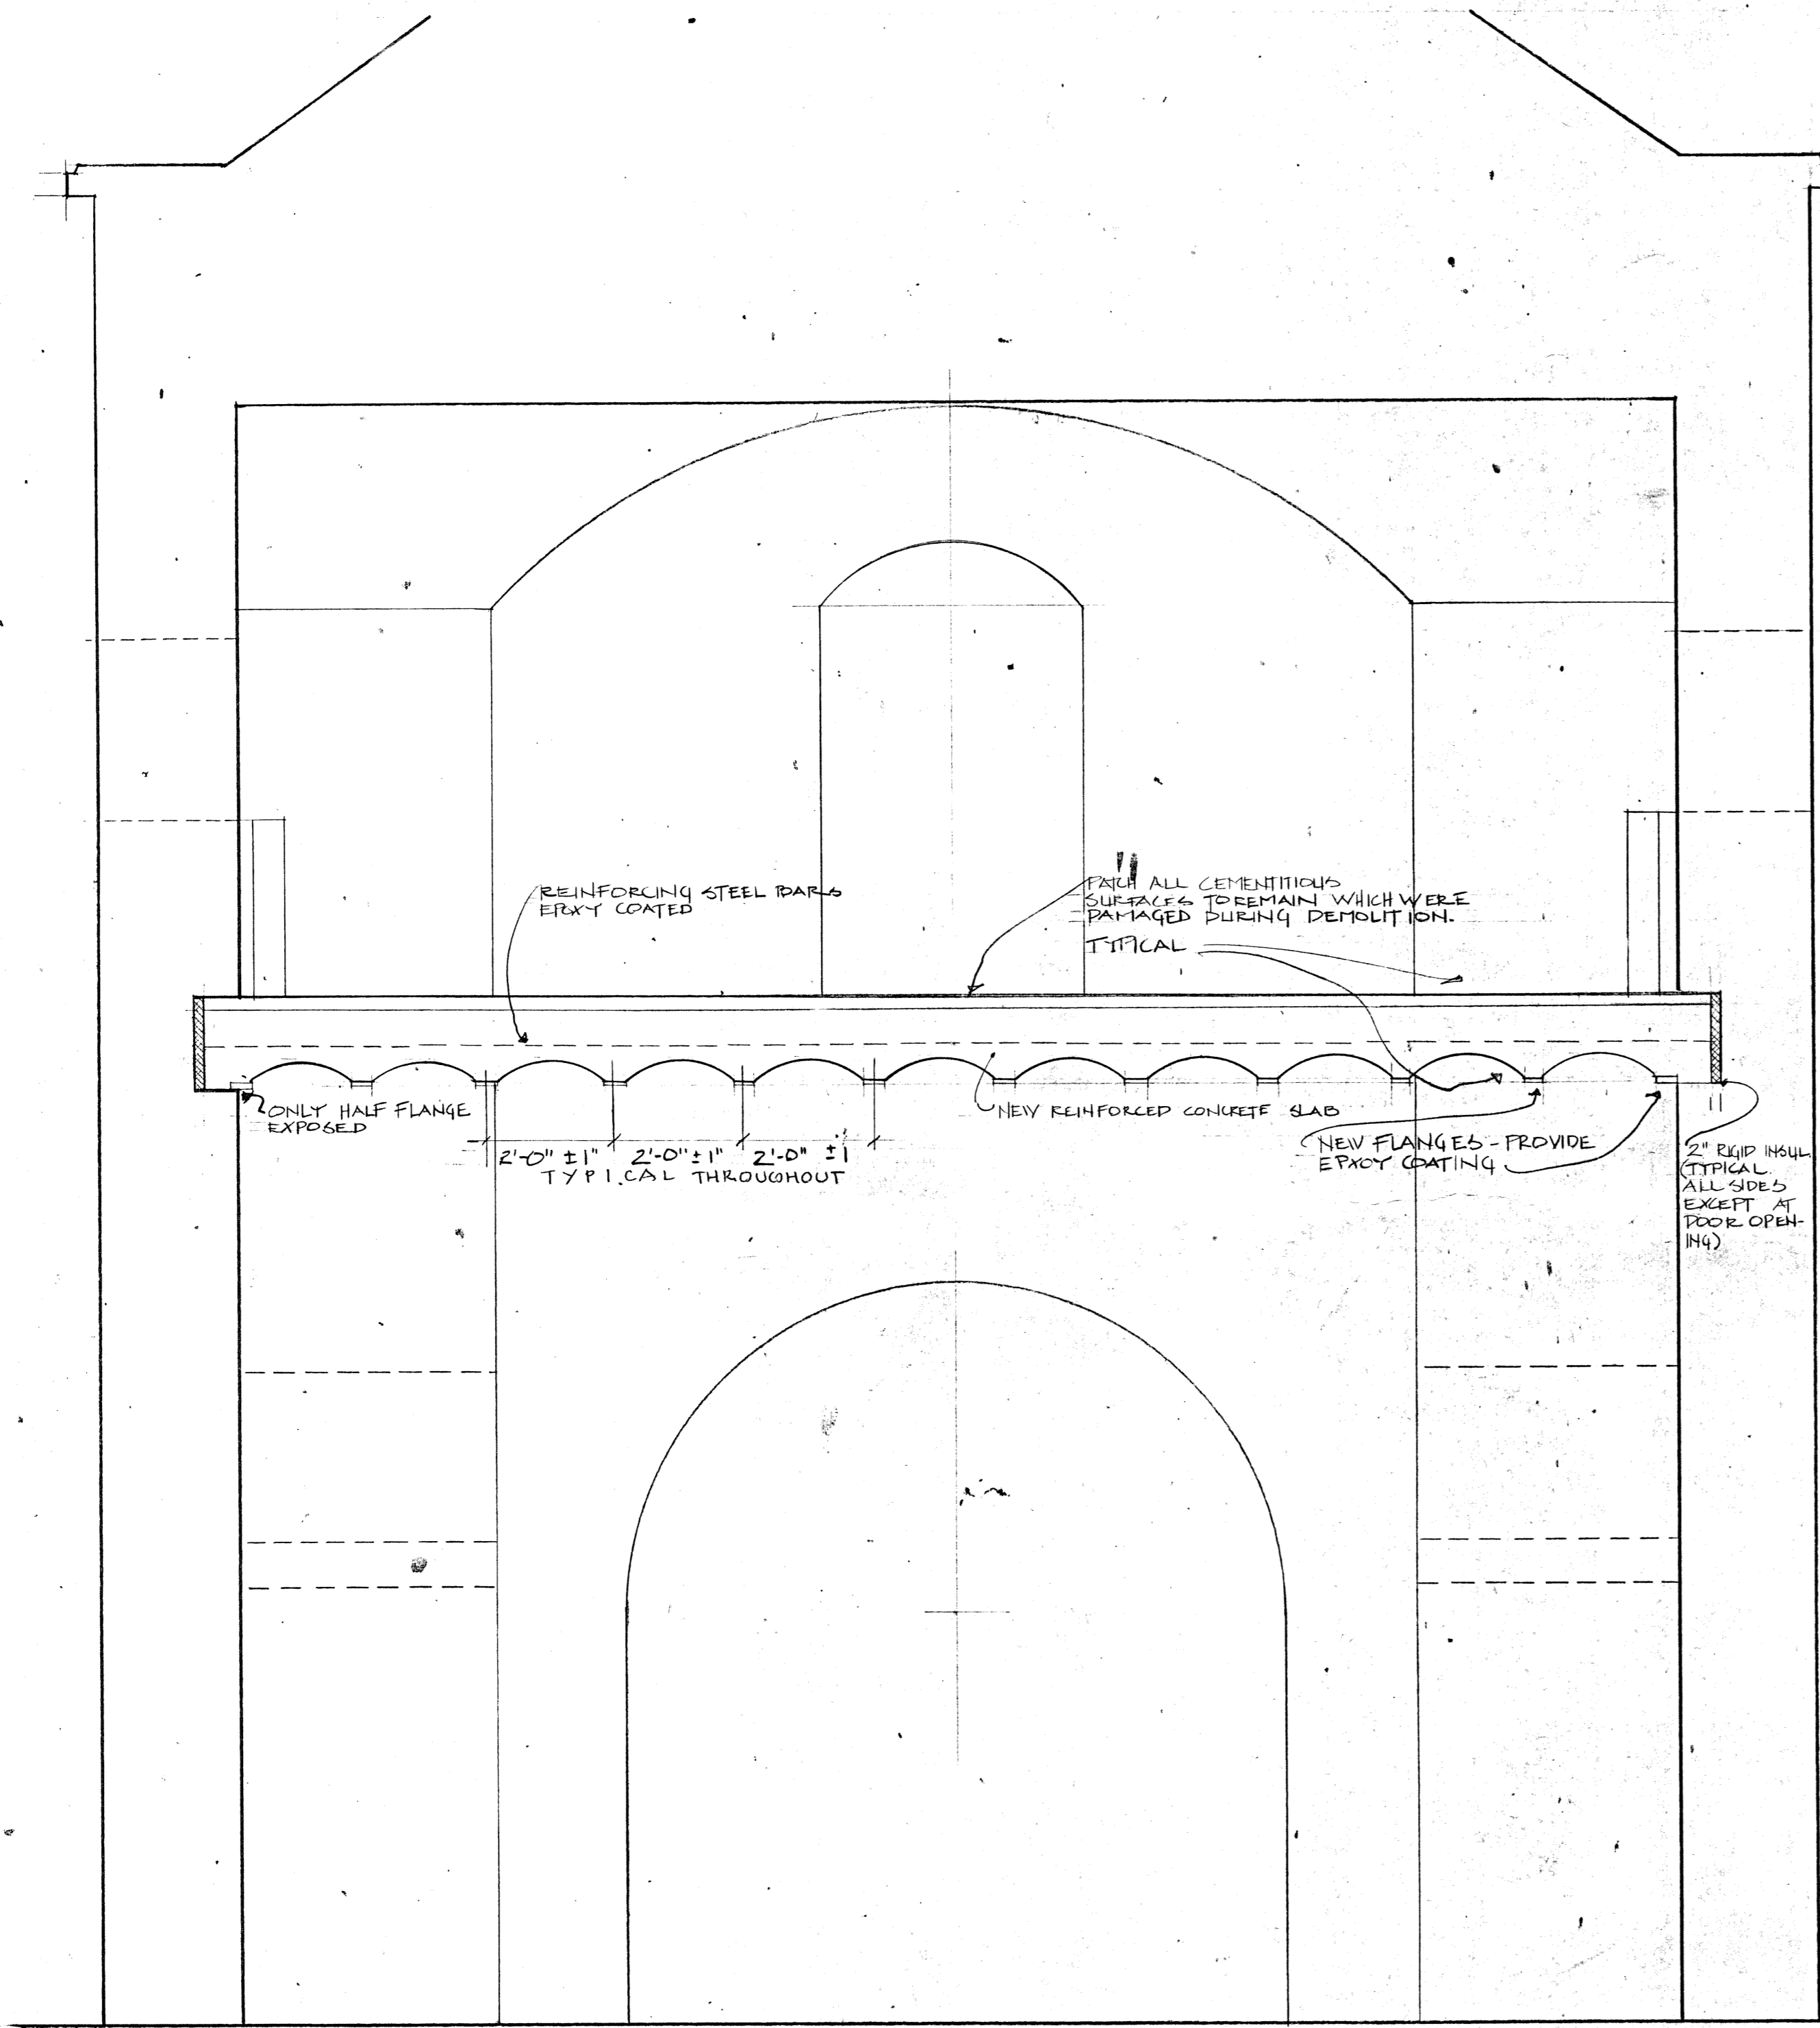 REINFORCING STEEL BARS
EPOXY COATED
PATCH ALL CEMENTITIOUS
SURFACES TO REMAIN WHICH WERE
DAMAGED DURING DEMOLITION.
TYPICAL
ONLY HALF FLANGE
EXPOSED
2'-0" ±1" 2'-0" ±1" 2'-0" ±1"
TYPICAL THROUGHOUT
NEW REINFORCED CONCRETE SLAB
NEW FLANGES - PROVIDE
EPXOY COATING
2" RIGID INSUL
(TYPICAL
ALL SIDES
EXCEPT AT
DOOR OPEN-
ING)